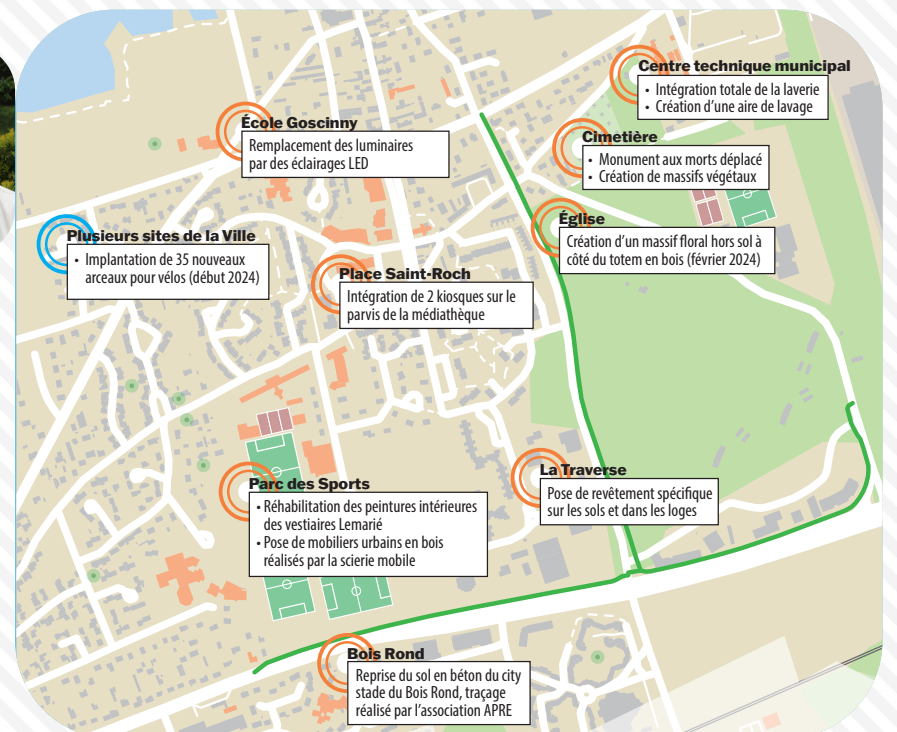 Centre technique municipal
• Intégration totale de la laverie
• Création d'une aire de lavage
École Goscinny
Remplacement des luminaires
par des éclairages LED
Cimetière
• Monument aux morts déplacé
• Création de massifs végétaux
Église
Création d'un massif floral hors sol à
côté du totem en bois (février 2024)
Plusieurs sites de la Ville
• Implantation de 35 nouveaux
arceaux pour vélos (début 2024)
Place Saint-Roch
Intégration de 2 kiosques sur le
parvis de la médiathèque
La Traverse
Pose de revêtement spécifique
sur les sols et dans les loges
Parc des Sports
• Réhabilitation des peintures intérieures
des vestiaires Lemarié
• Pose de mobiliers urbains en bois
réalisés par la scierie mobile
Bois Rond
Reprise du sol en béton du city
stade du Bois Rond, traçage
réalisé par l'association APRE